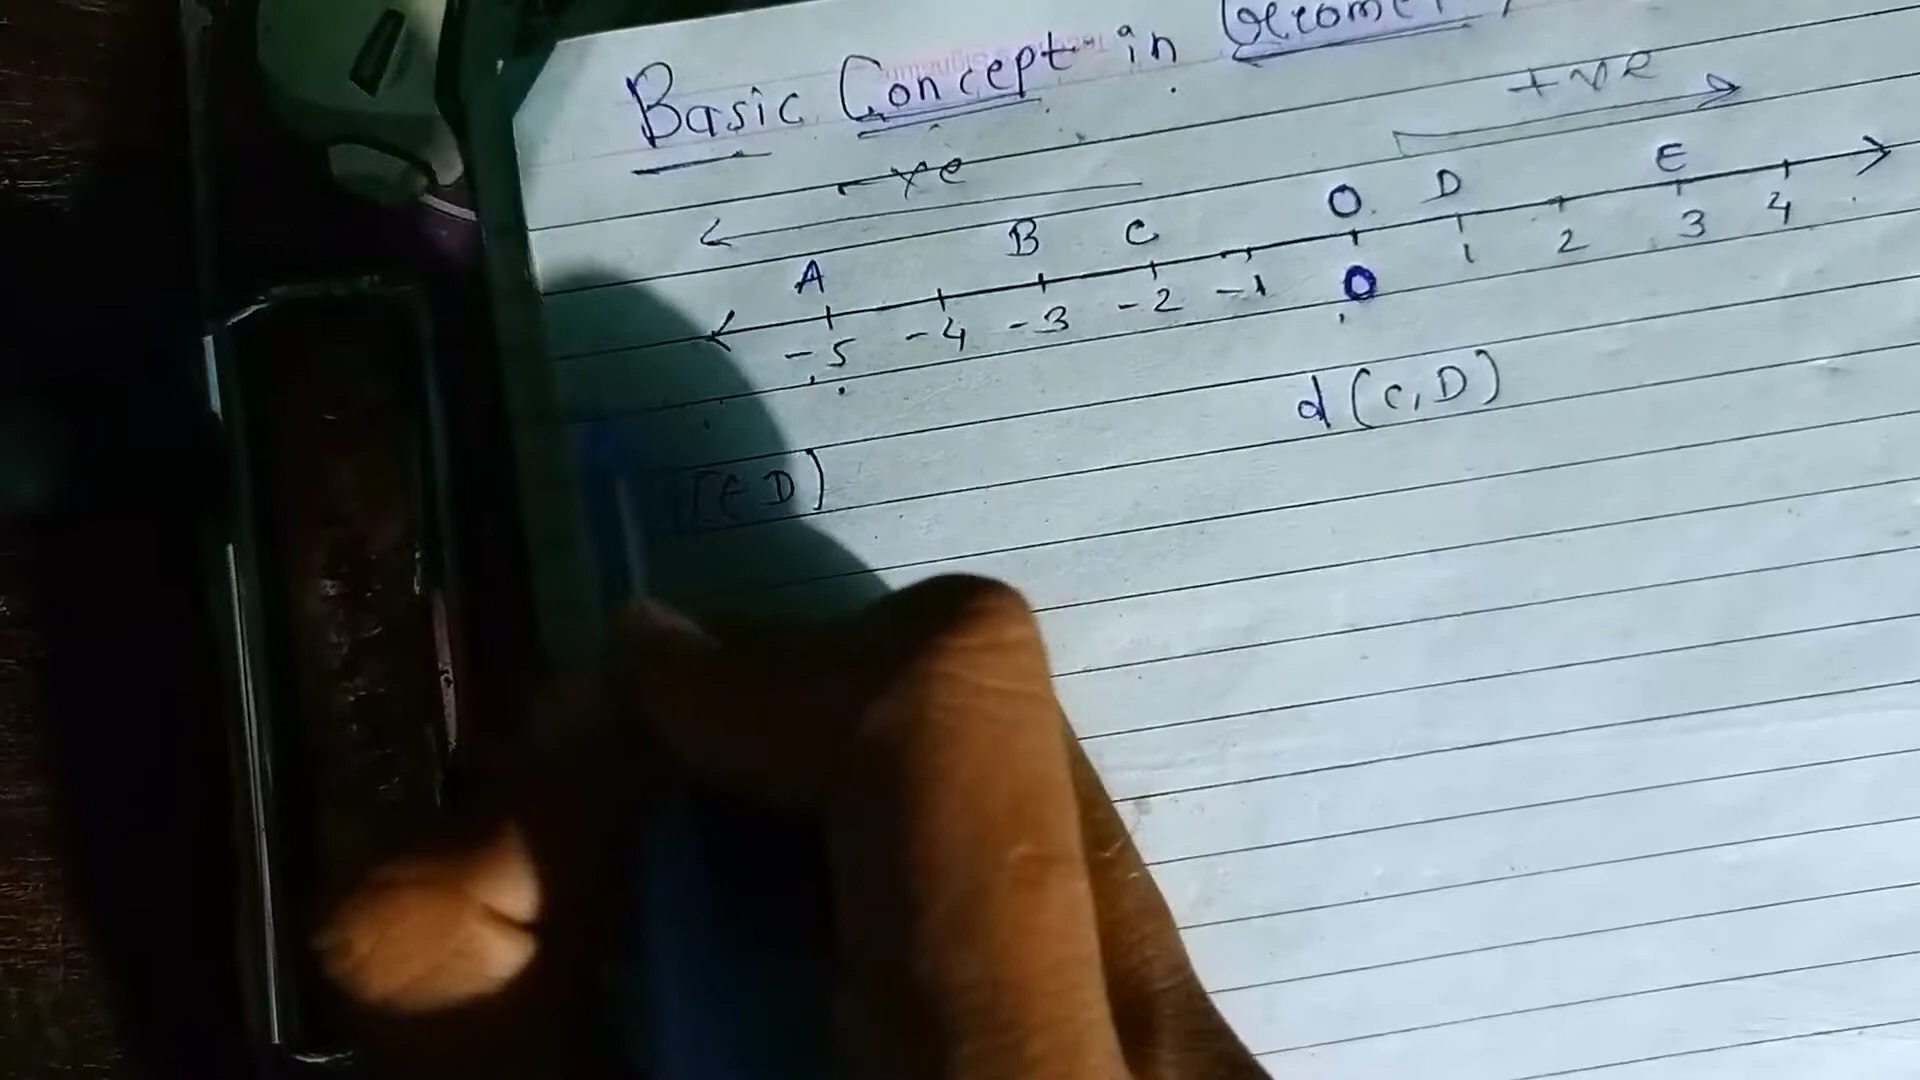 Basic Concept in
+ve
-ve
A B C O D E
-5 -4 -3 -2 -1 0 1 2 3 4
d(C,D)